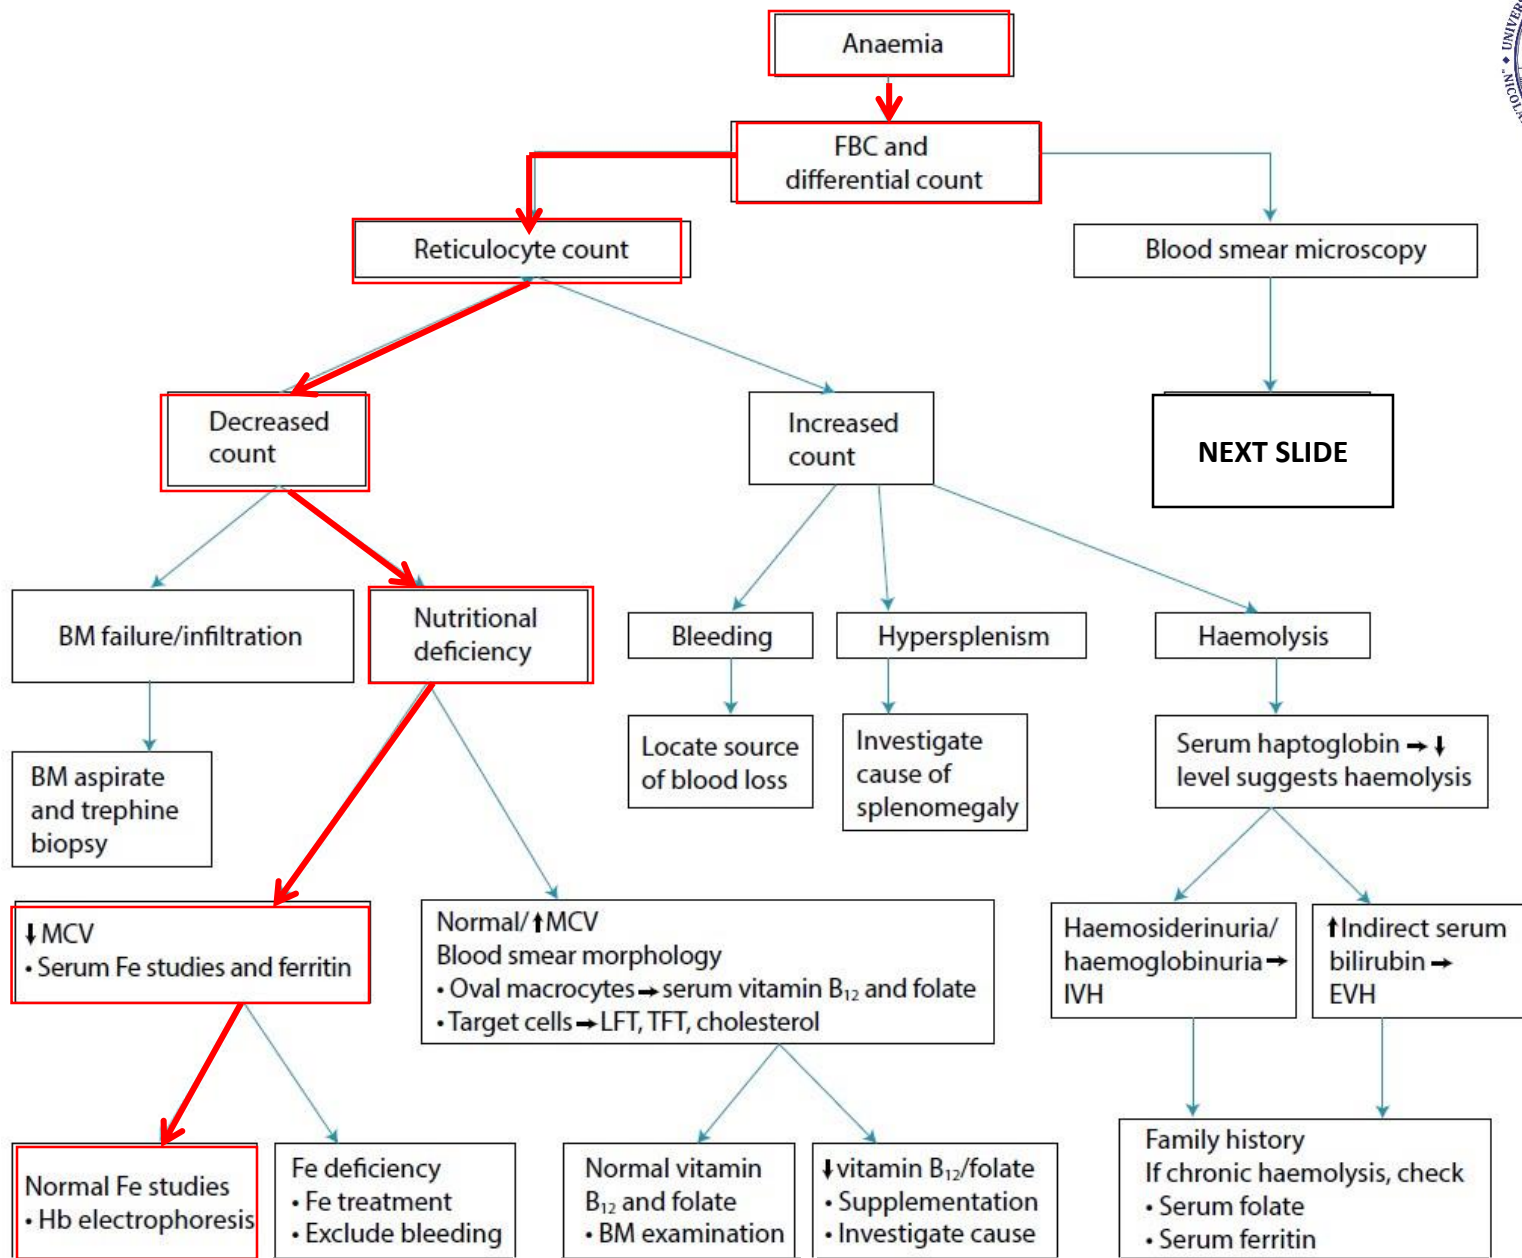 Anaemia
FBC and
differential count
Reticulocyte count
Blood smear microscopy
Decreased
count
Increased
count
NEXT SLIDE
BM failure/infiltration
Nutritional
deficiency
Bleeding
Hypersplenism
Haemolysis
BM aspirate
and trephine
biopsy
Locate source
of blood loss
Investigate
cause of
splenomegaly
Serum haptoglobin → ↓
level suggests haemolysis
↓ MCV
• Serum Fe studies and ferritin
Normal/↑MCV
Blood smear morphology
• Oval macrocytes → serum vitamin B₁₂ and folate
• Target cells → LFT, TFT, cholesterol
Haemosiderinuria/
haemoglobinuria →
IVH
↑Indirect serum
bilirubin →
EVH
Normal Fe studies
• Hb electrophoresis
Fe deficiency
• Fe treatment
• Exclude bleeding
Normal vitamin
B₁₂ and folate
• BM examination
↓vitamin B₁₂/folate
• Supplementation
• Investigate cause
Family history
If chronic haemolysis, check
• Serum folate
• Serum ferritin